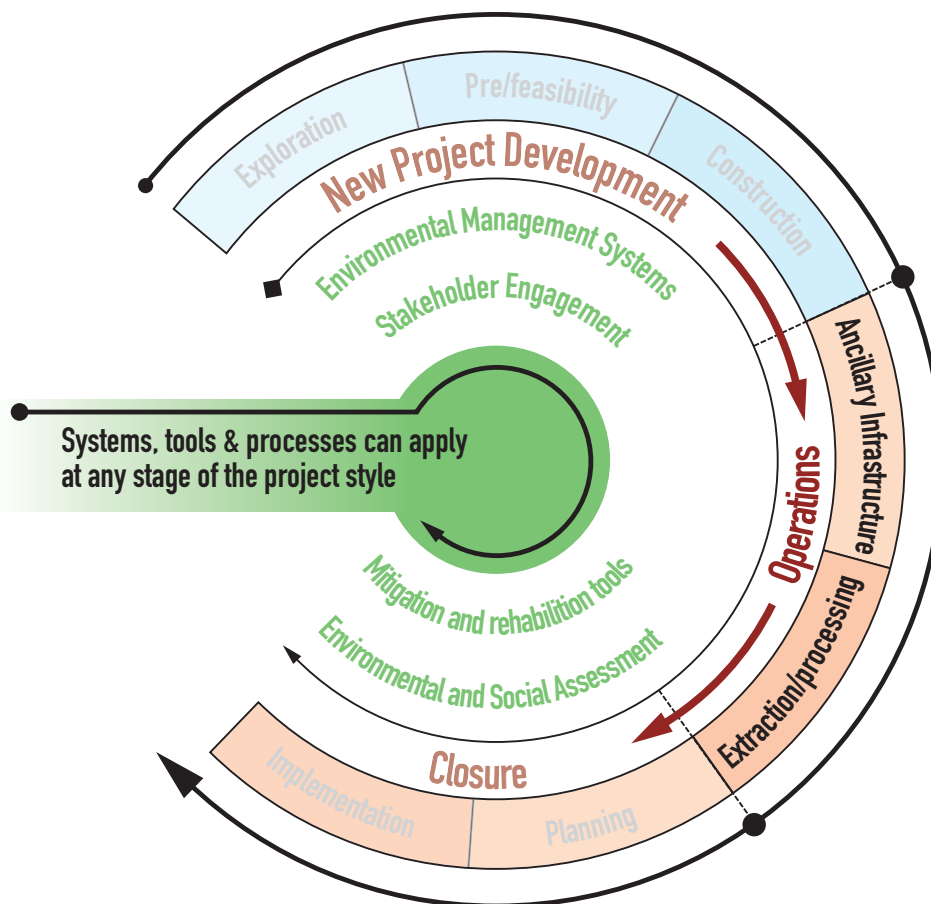 Exploration
Pre/feasibility
Construction
New Project Development
Environmental Management Systems
Stakeholder Engagement
Ancillary Infrastructure
Systems, tools & processes can apply
at any stage of the project style
Operations
Extraction/processing
Mitigation and rehabilition tools
Environmental and Social Assessment
Closure
Implementation
Planning